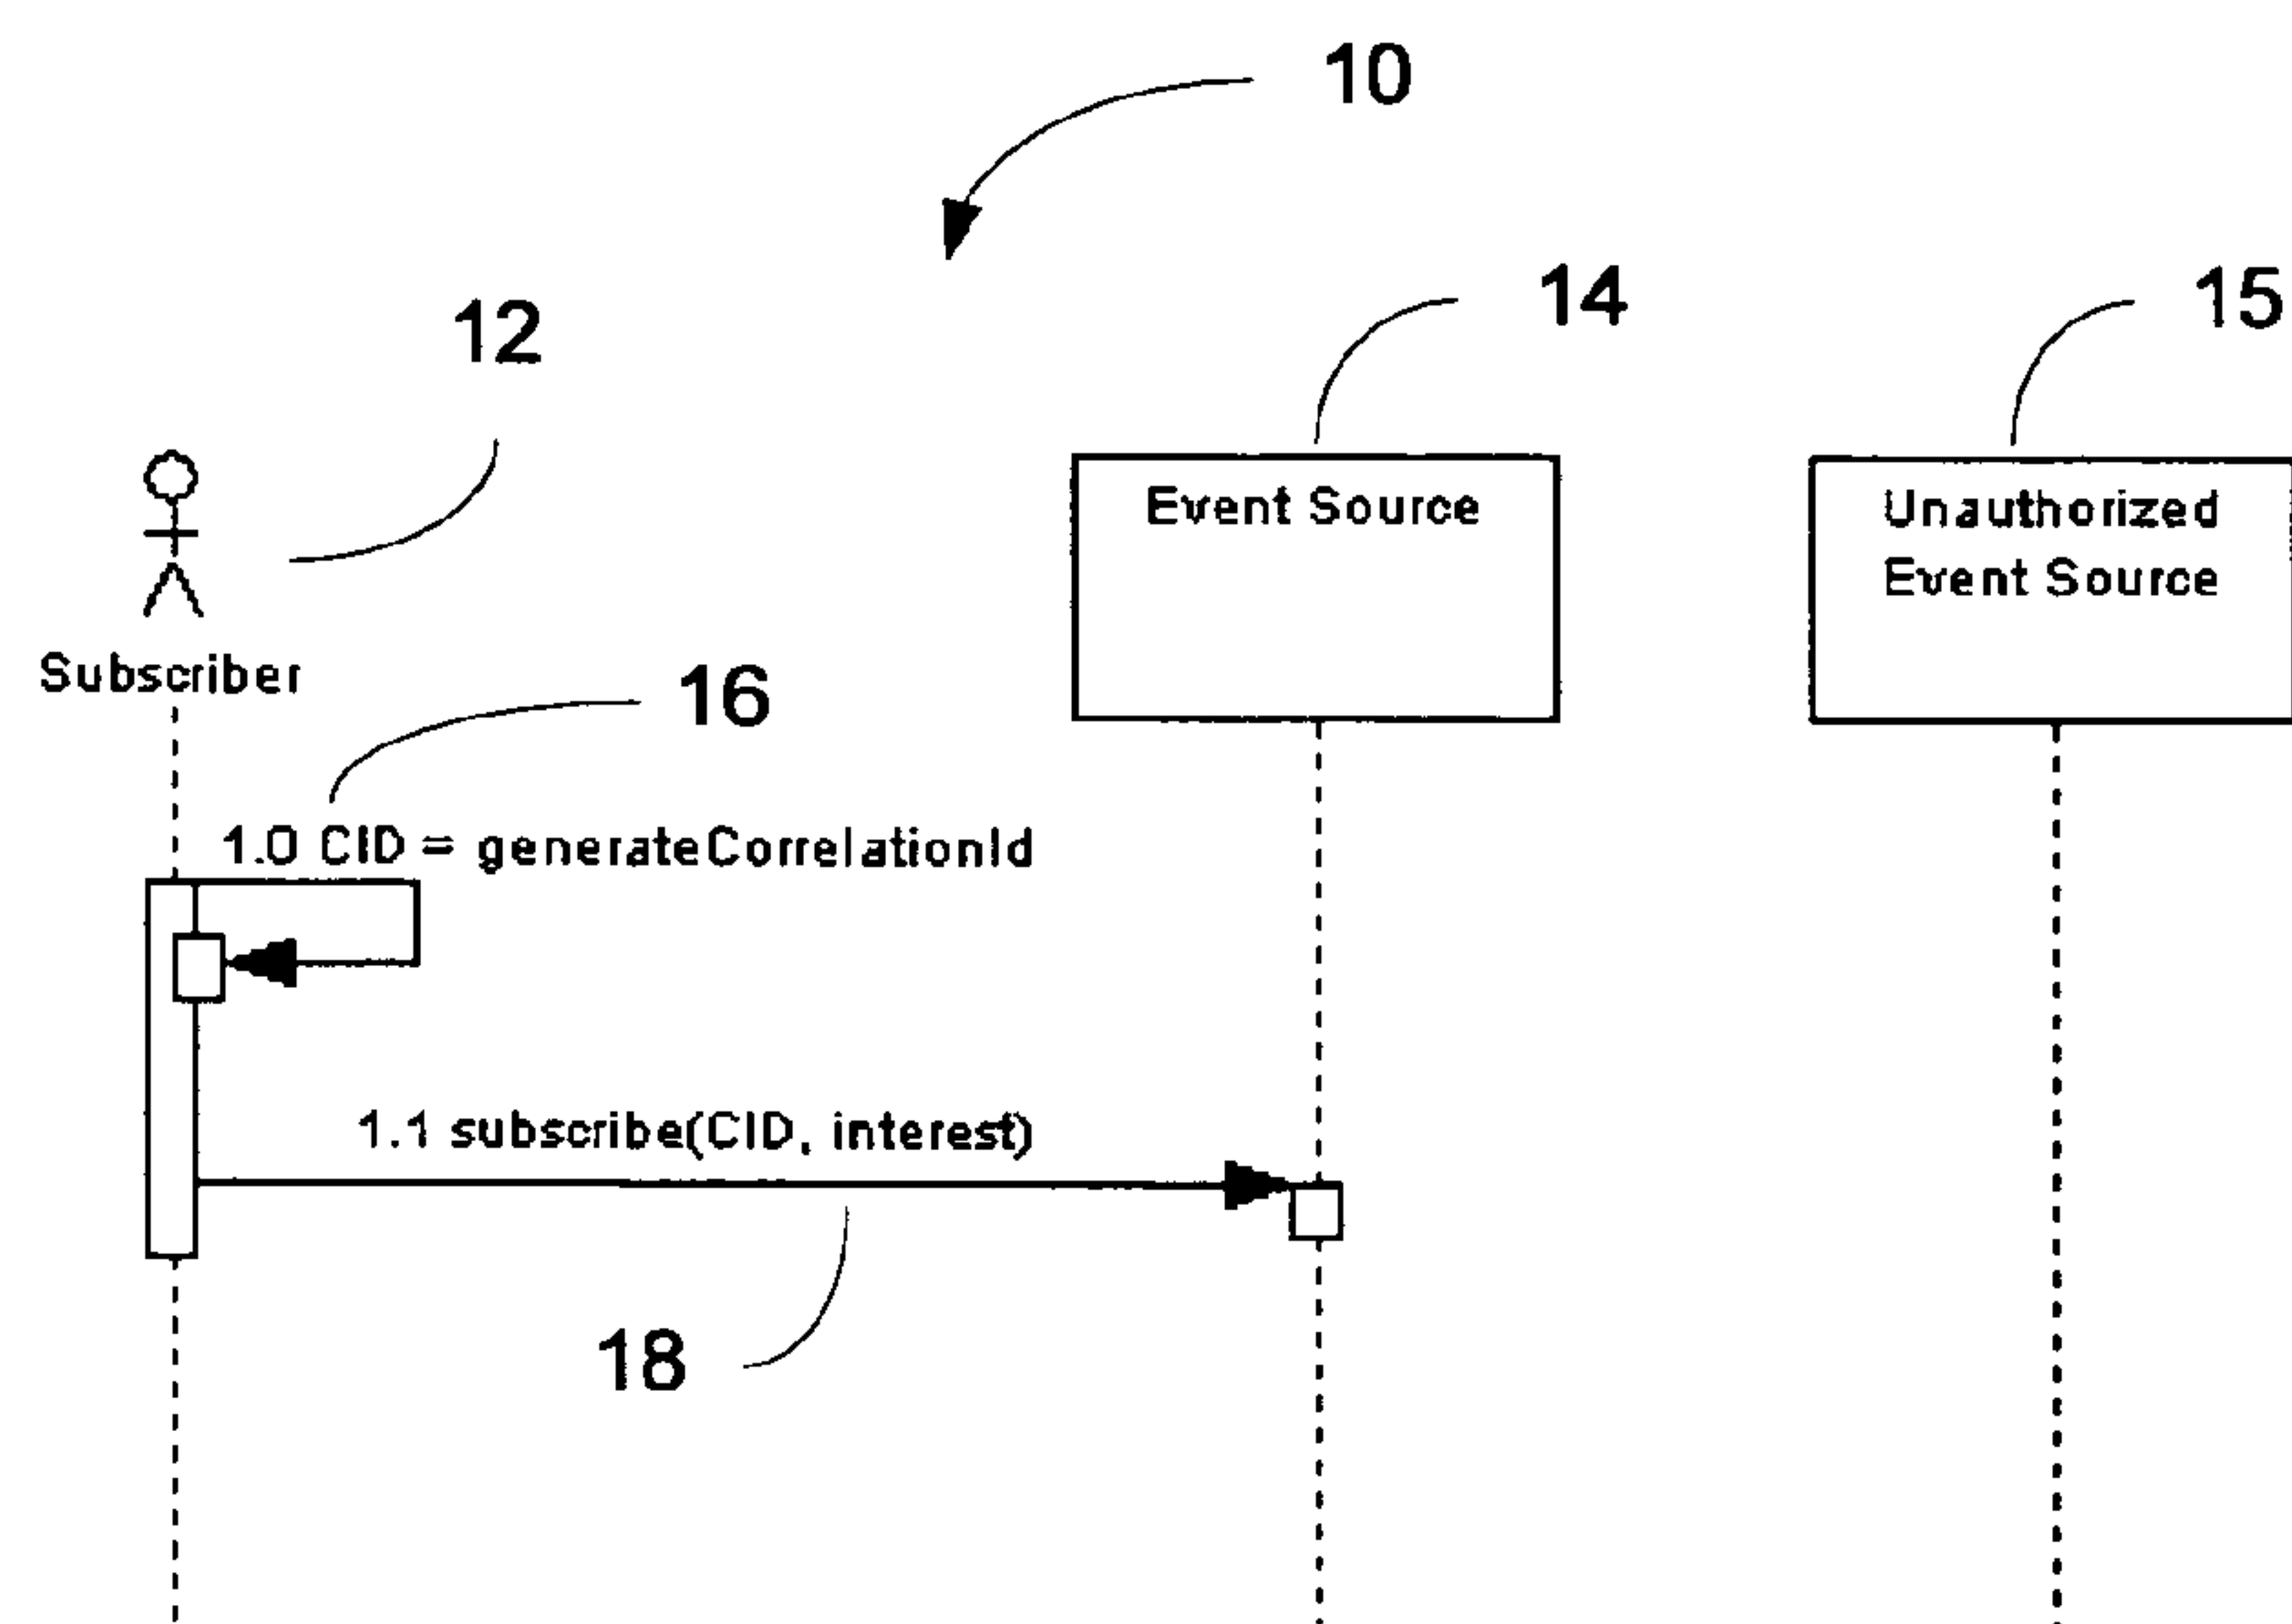 10
14
15
12
Event Source
Unauthorized
Event Source
Subscriber
16
1.0 CID = generateCorrelationId
1.1 subscribe(CID, interest)
18